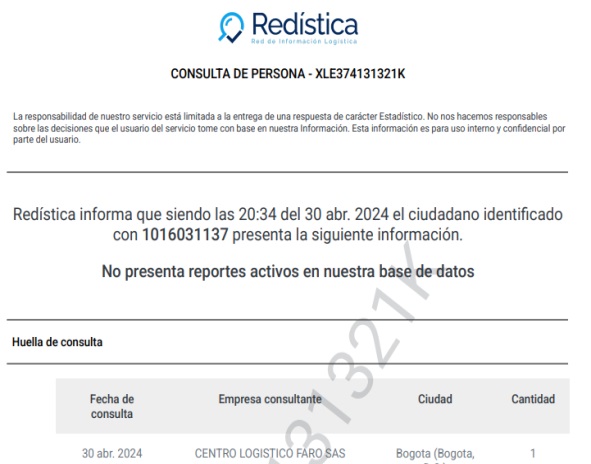 Redística
Red de Información Logística
CONSULTA DE PERSONA - XLE374131321K
La responsabilidad de nuestro servicio está limitada a la entrega de una respuesta de carácter Estadístico. No nos hacemos responsables
sobre las decisiones que el usuario del servicio tome con base en nuestra Información. Esta información es para uso interno y confidencial por
parte del usuario.
Redística informa que siendo las 20:34 del 30 abr. 2024 el ciudadano identificado
con 1016031137 presenta la siguiente información.
No presenta reportes activos en nuestra base de datos
Huella de consulta
Fecha de consulta
Empresa consultante
Ciudad
Cantidad
30 abr. 2024
CENTRO LOGISTICO FARO SAS
Bogota (Bogota,
1
31321K